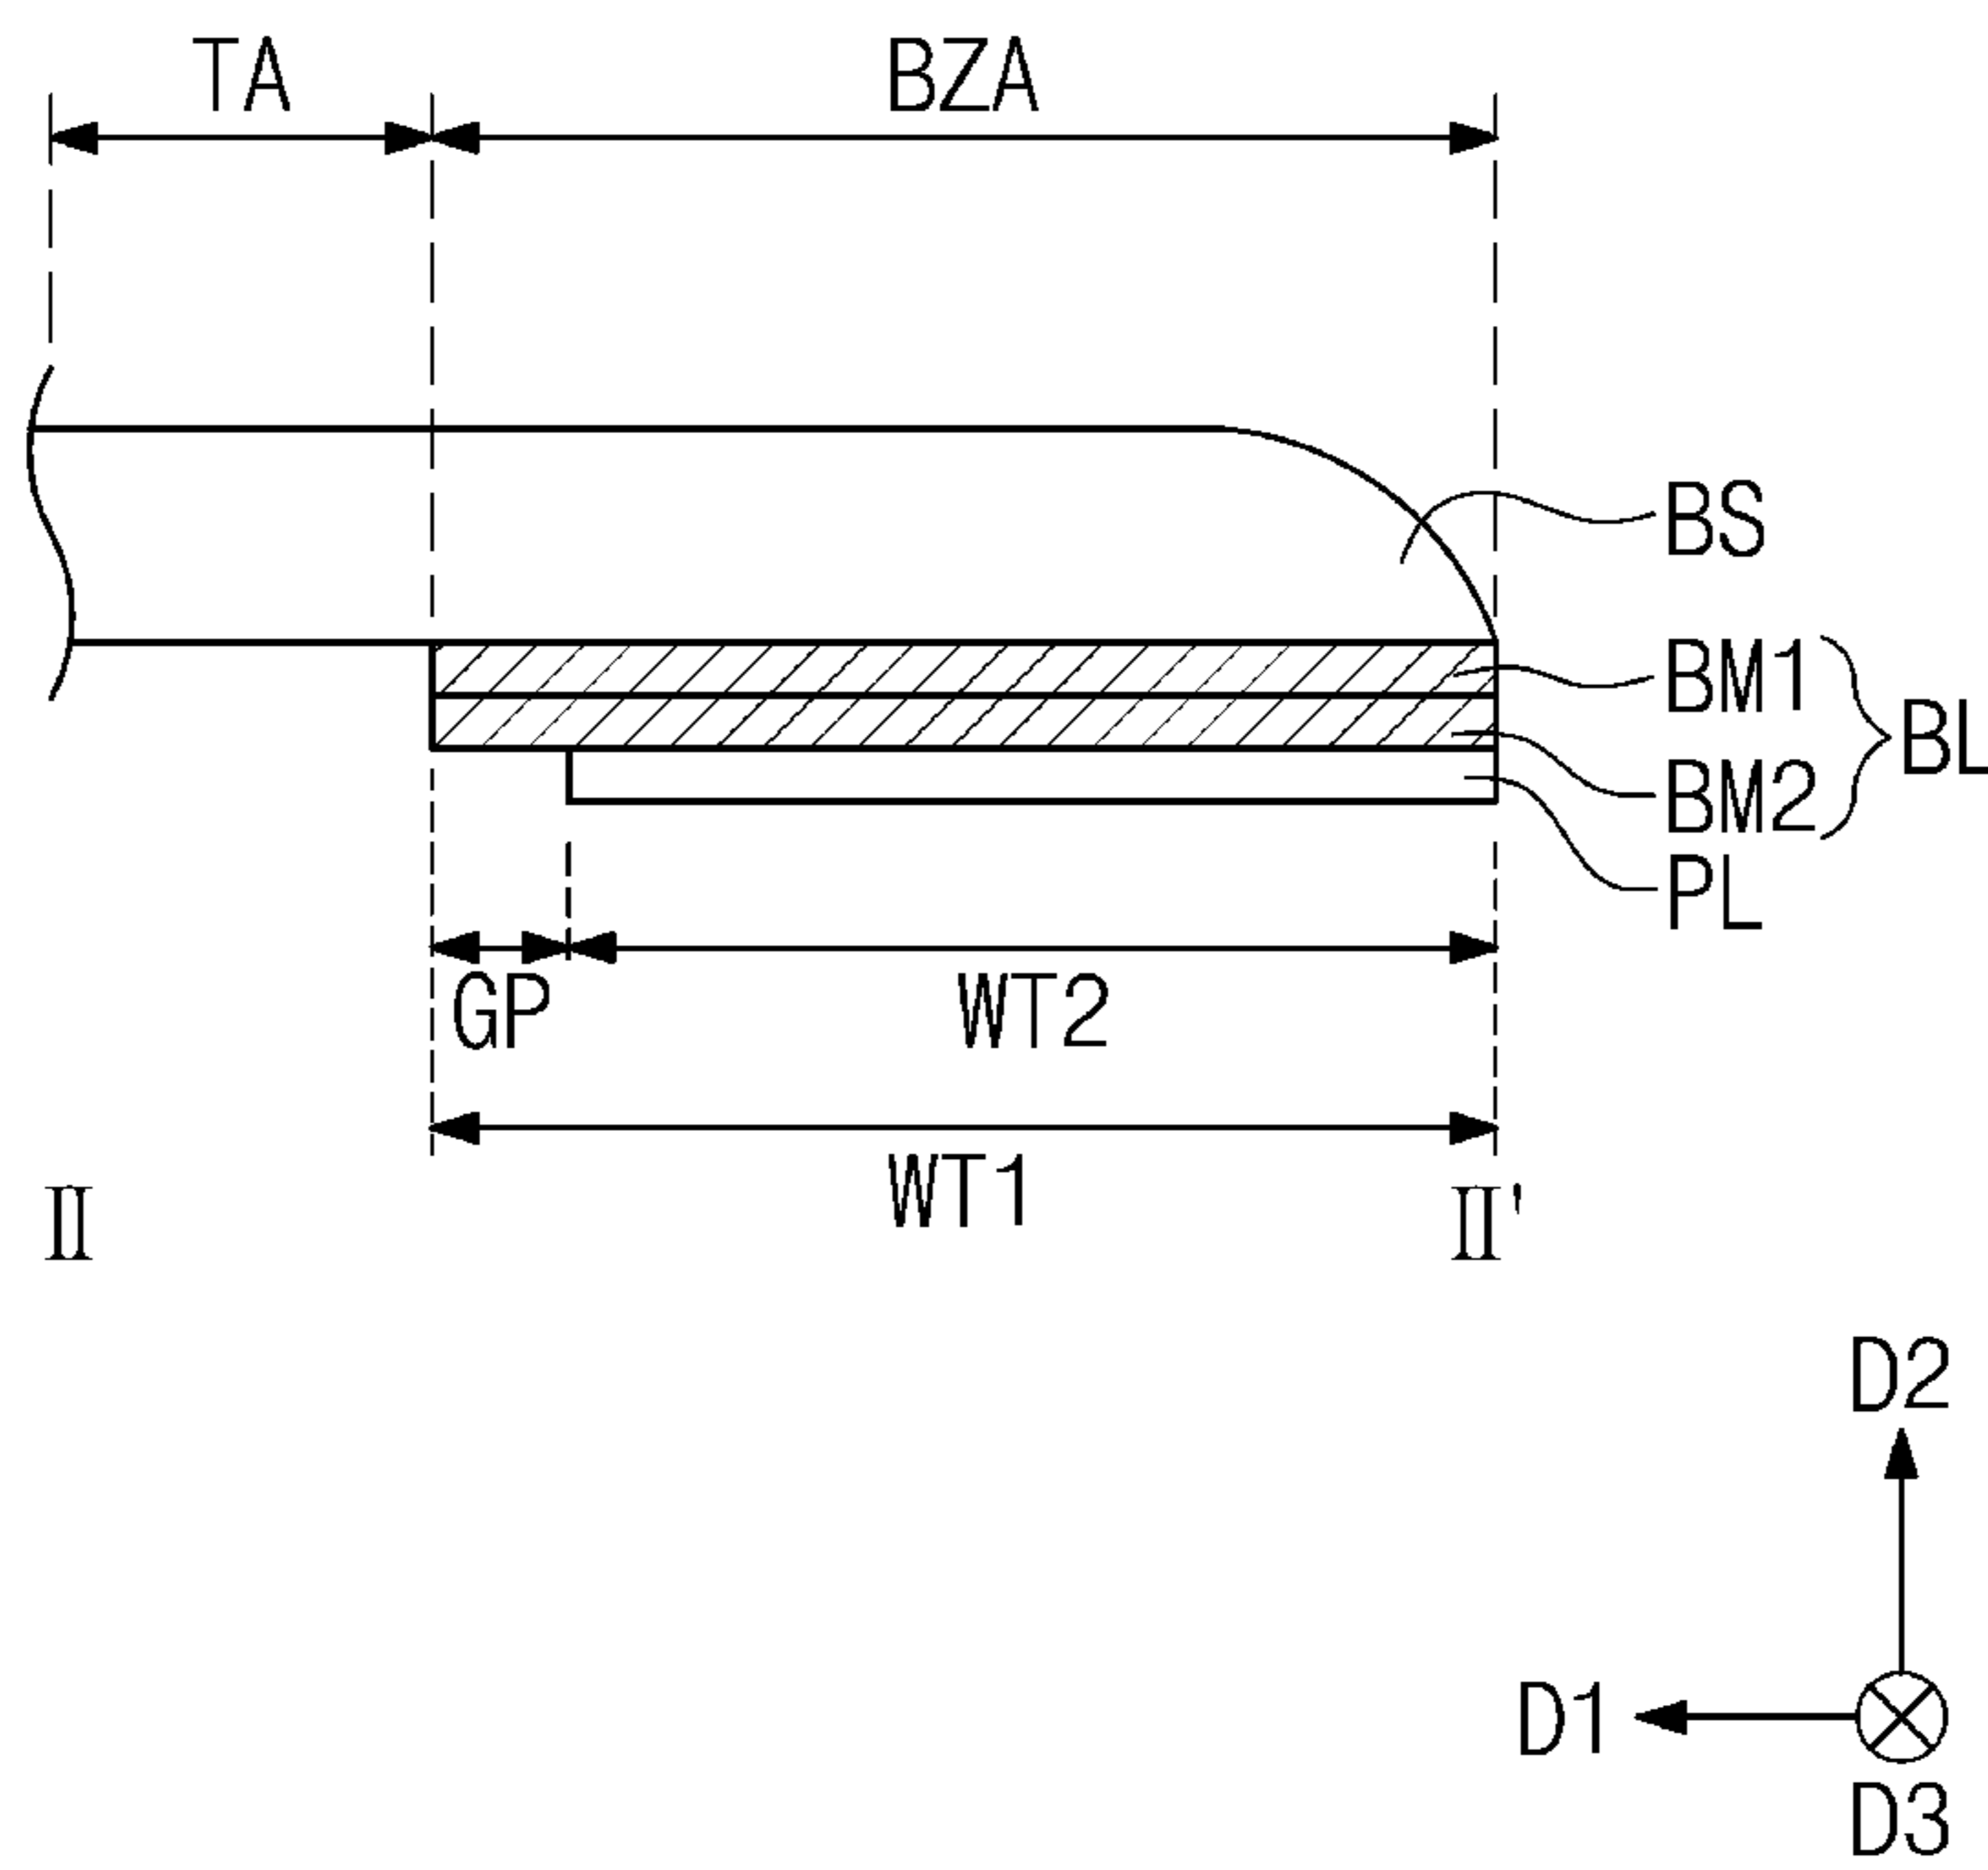 TA BZA
BS
BM1
BL
BM2
PL
GP WT2
WT1
Ⅱ Ⅱ'
D2
D1
D3